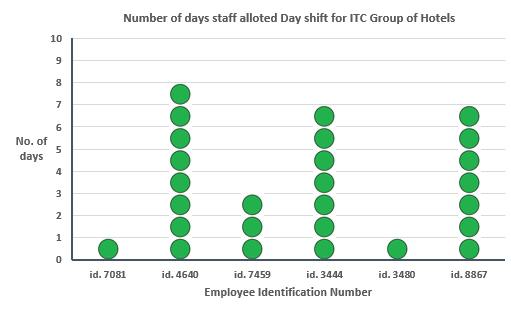 Number of days staff alloted Day shift for ITC Group of Hotels
10
9
8
7
6
5
4
3
2
1
0
No. of
days
id. 7081 id. 4640 id. 7459 id. 3444 id. 3480 id. 8867
Employee Identification Number